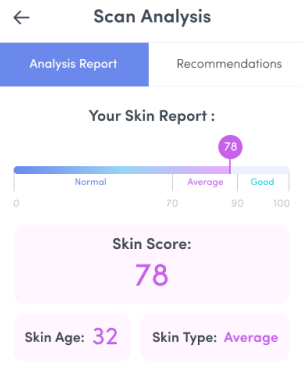 Scan Analysis
Analysis Report
Recommendations
Your Skin Report :
78
Normal
Average
Good
0
70
90
100
Skin Score:
78
Skin Age: 32
Skin Type: Average